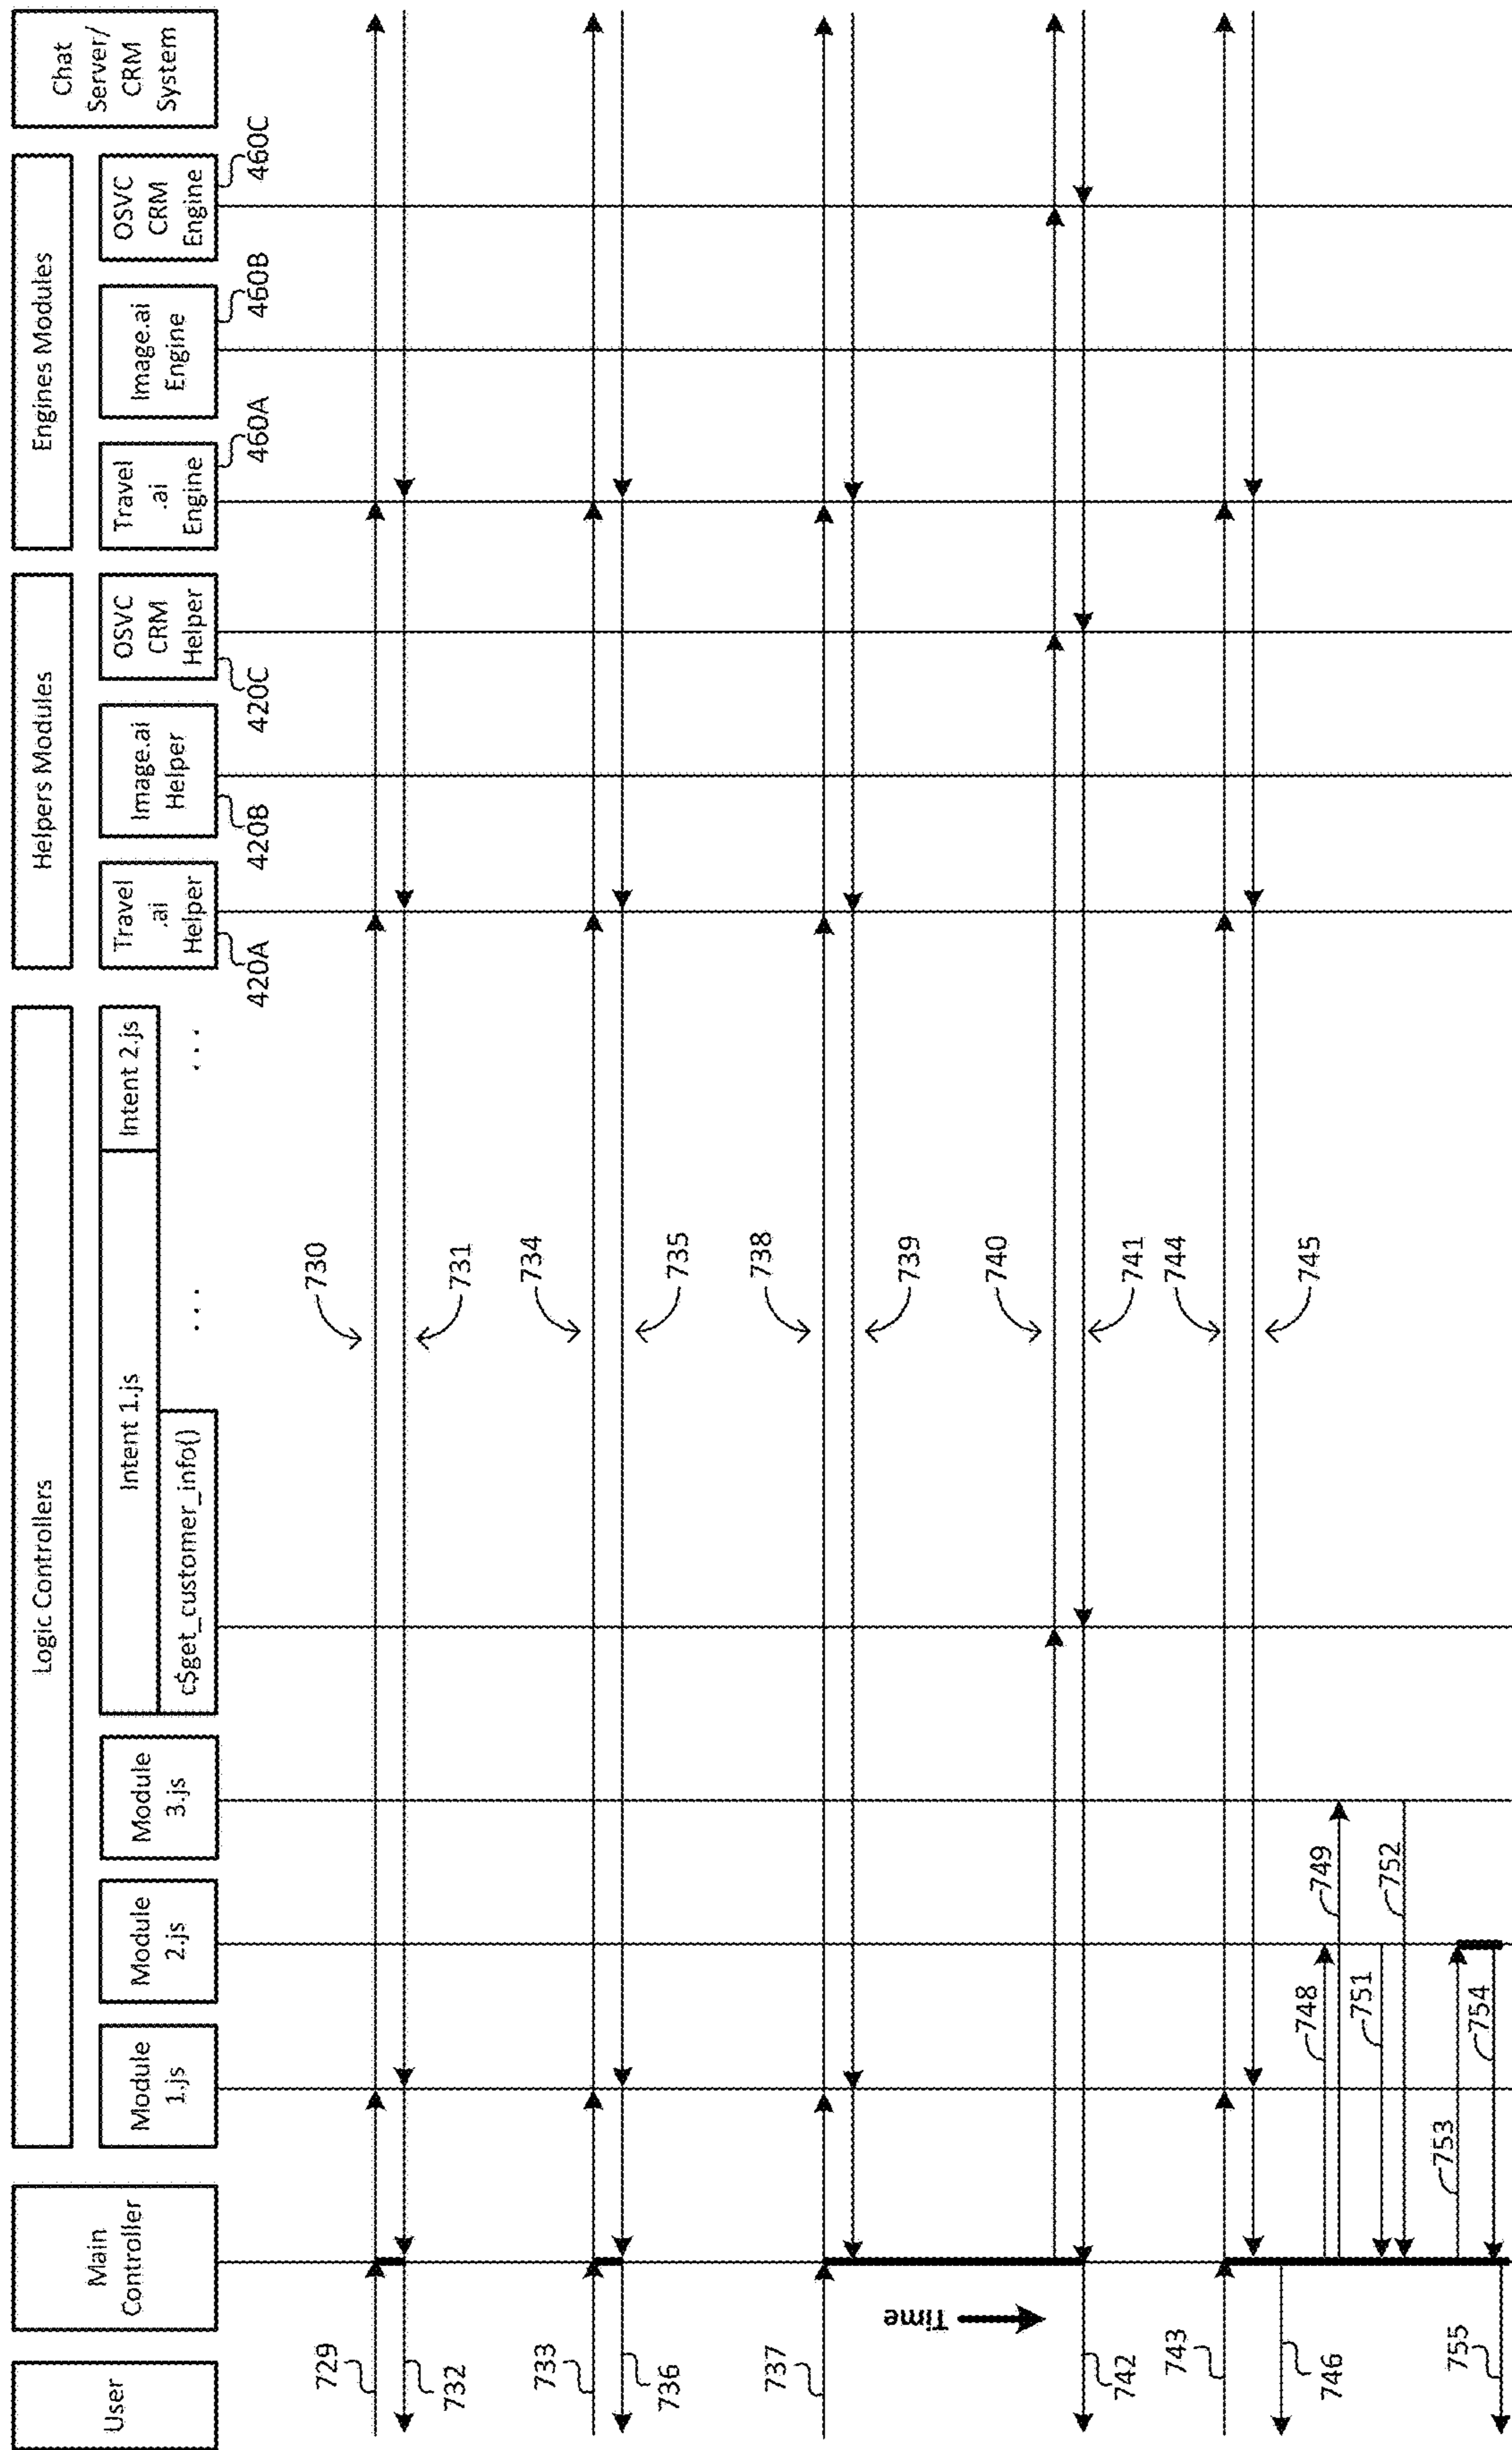 User
Main
Controller
Logic Controllers
Module
1.js
Module
2.js
Module
3.js
Intent 1.js
Intent 2.js
c$get_customer_info()
. . .
. . .
Helpers Modules
Travel
.ai
Helper
Image.ai
Helper
OSVC
CRM
Helper
420A
420B
420C
Engines Modules
Travel
.ai
Engine
Image.ai
Engine
OSVC
CRM
Engine
460A
460B
460C
Chat
Server/
CRM
System
729
730
731
732
733
734
735
736
737
738
739
Time
740
741
742
743
744
745
746
748
749
751
752
753
754
755